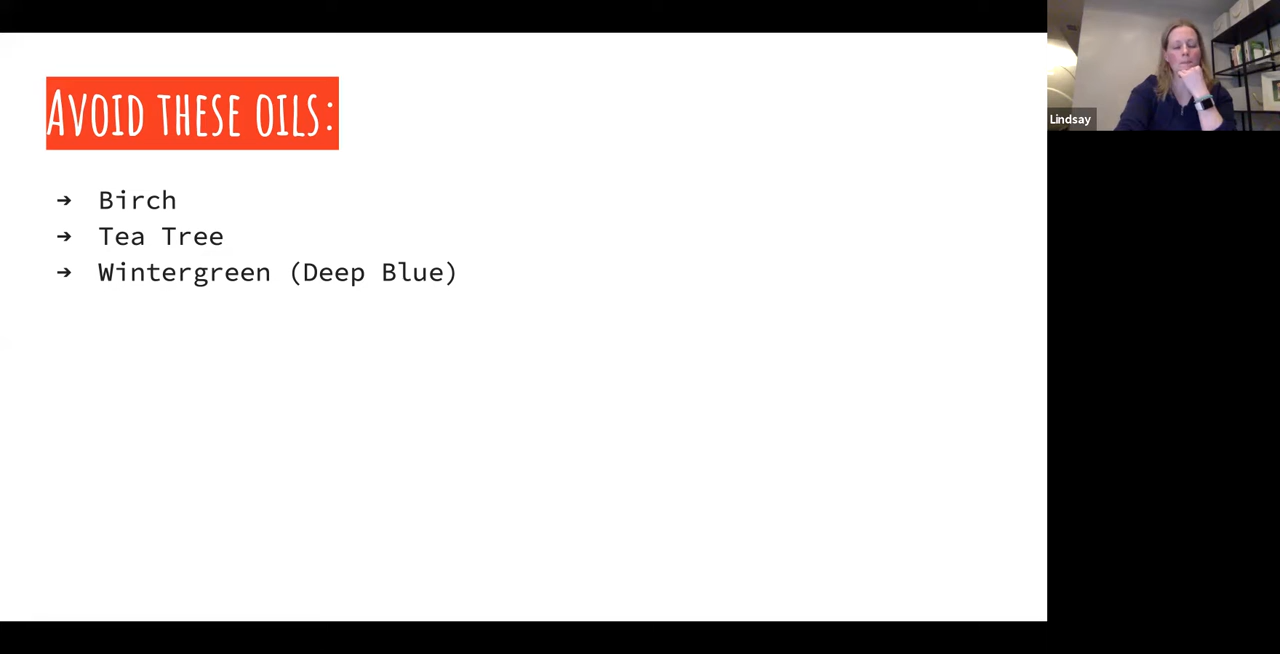 AVOID THESE OILS:
➔ Birch
➔ Tea Tree
➔ Wintergreen (Deep Blue)
Lindsay